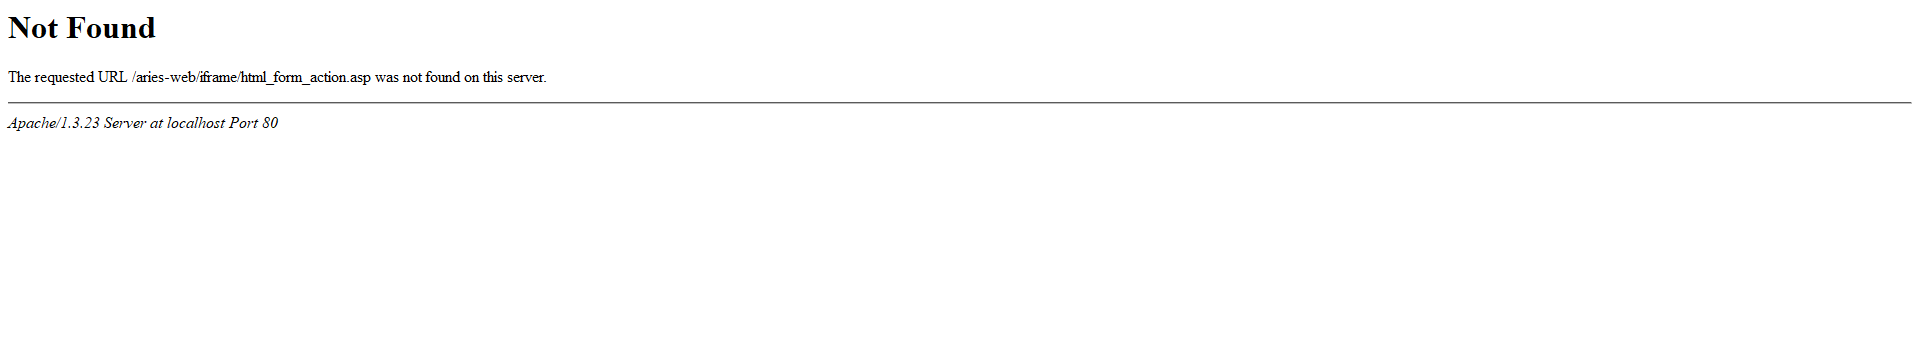 Not Found
The requested URL /aries-web/iframe/html_form_action.asp was not found on this server.
Apache/1.3.23 Server at localhost Port 80